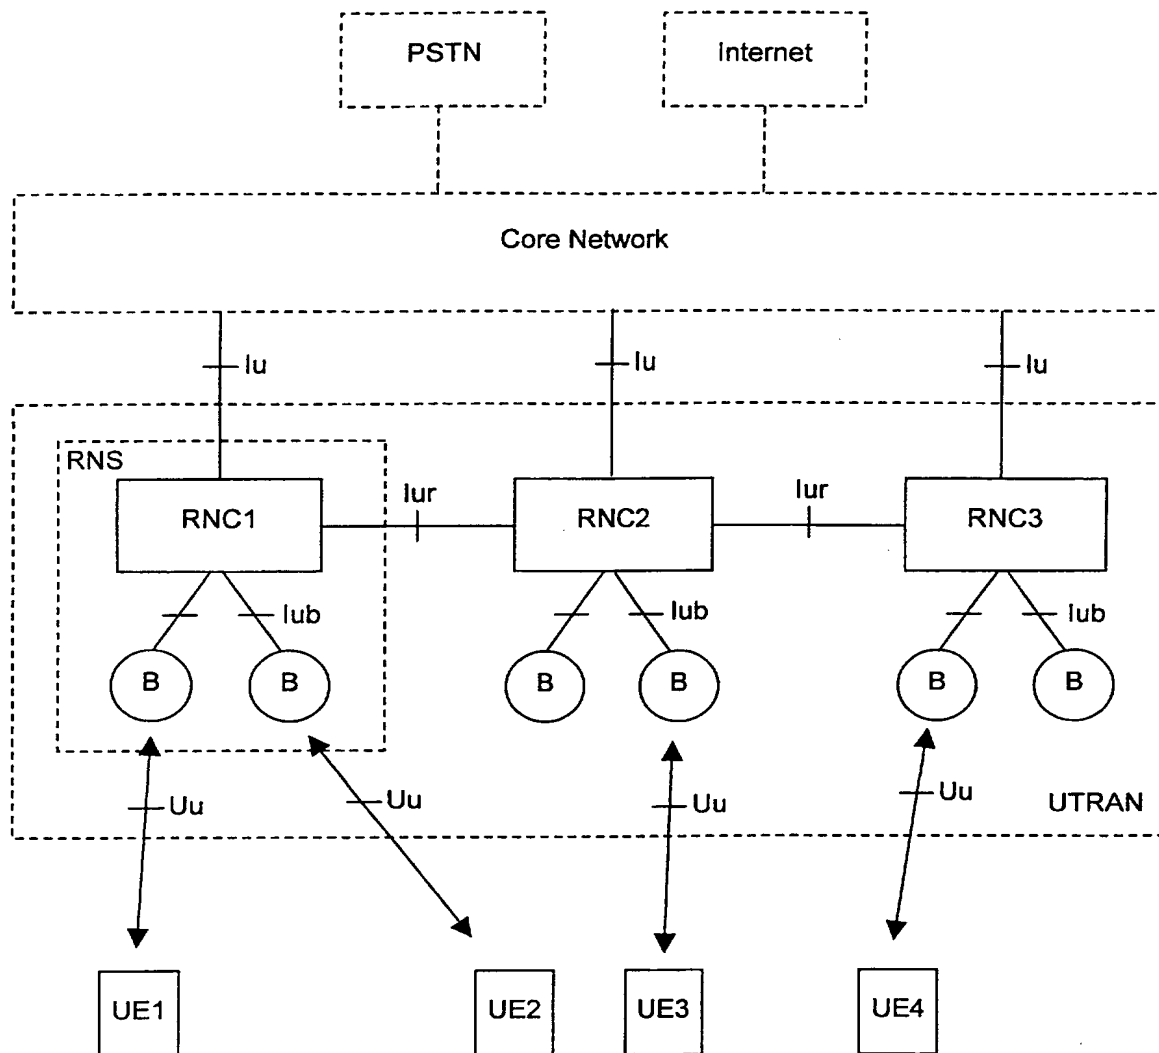 PSTN
Internet
Core Network
Iu
Iu
Iu
RNS
RNC1
Iur
RNC2
Iur
RNC3
Iub
Iub
Iub
B
B
B
B
B
B
Uu
Uu
Uu
Uu
UTRAN
UE1
UE2
UE3
UE4